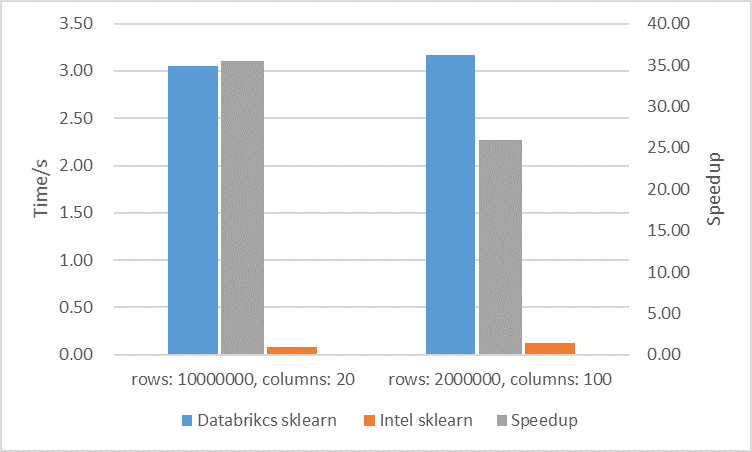 3.50
3.00
2.50
2.00
1.50
1.00
0.50
0.00
Time/s
40.00
35.00
30.00
25.00
20.00
15.00
10.00
5.00
0.00
Speedup
rows: 10000000, columns: 20
rows: 2000000, columns: 100
Databrikcs sklearn
Intel sklearn
Speedup